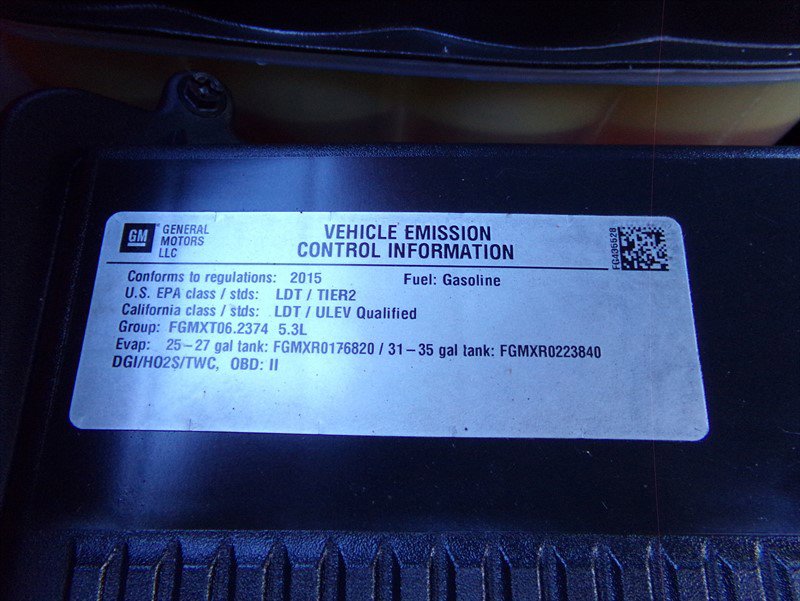 GM
GENERAL
MOTORS
LLC
VEHICLE EMISSION
CONTROL INFORMATION
FG436628
Conforms to regulations: 2015 Fuel: Gasoline
U.S. EPA class / stds: LDT / TIER2
California class / stds: LDT / ULEV Qualified
Group: FGMXT06.2374 5.3L
Evap: 25–27 gal tank: FGMXR0176820 / 31–35 gal tank: FGMXR0223840
DGI/HO2S/TWC, OBD: II